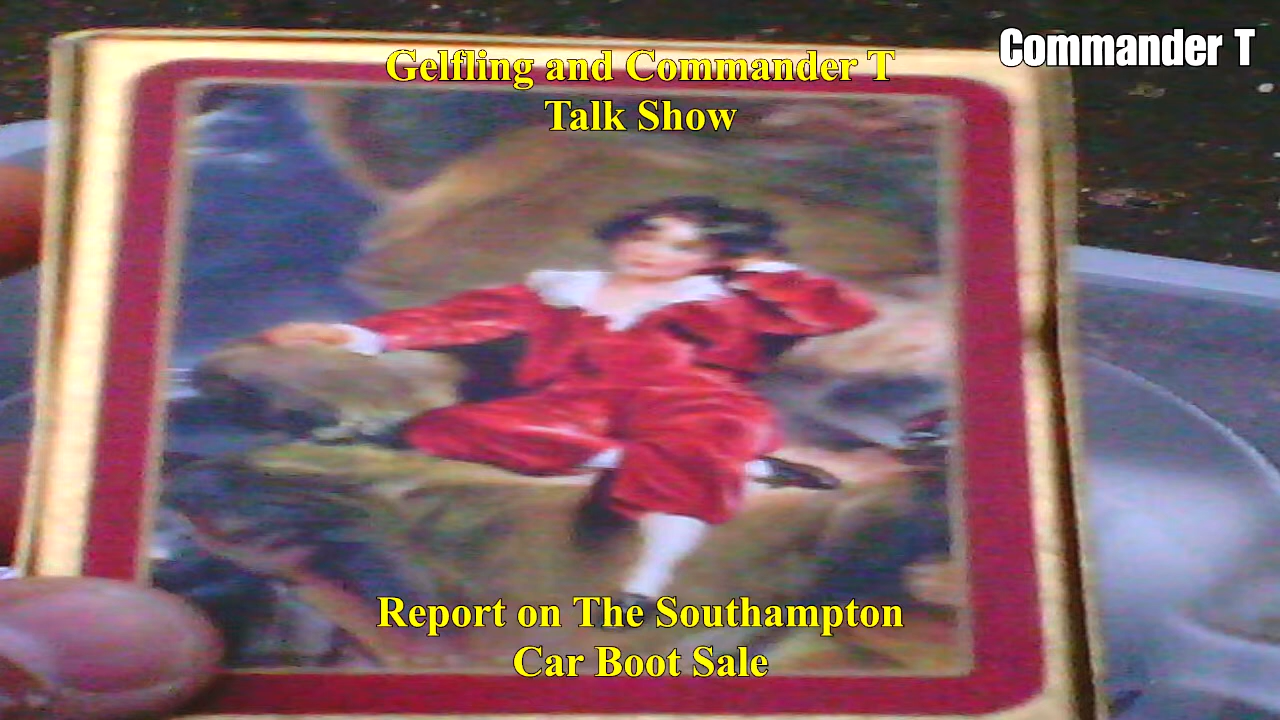 Commander T
Gelfling and Commander T
Talk Show
Report on The Southampton
Car Boot Sale